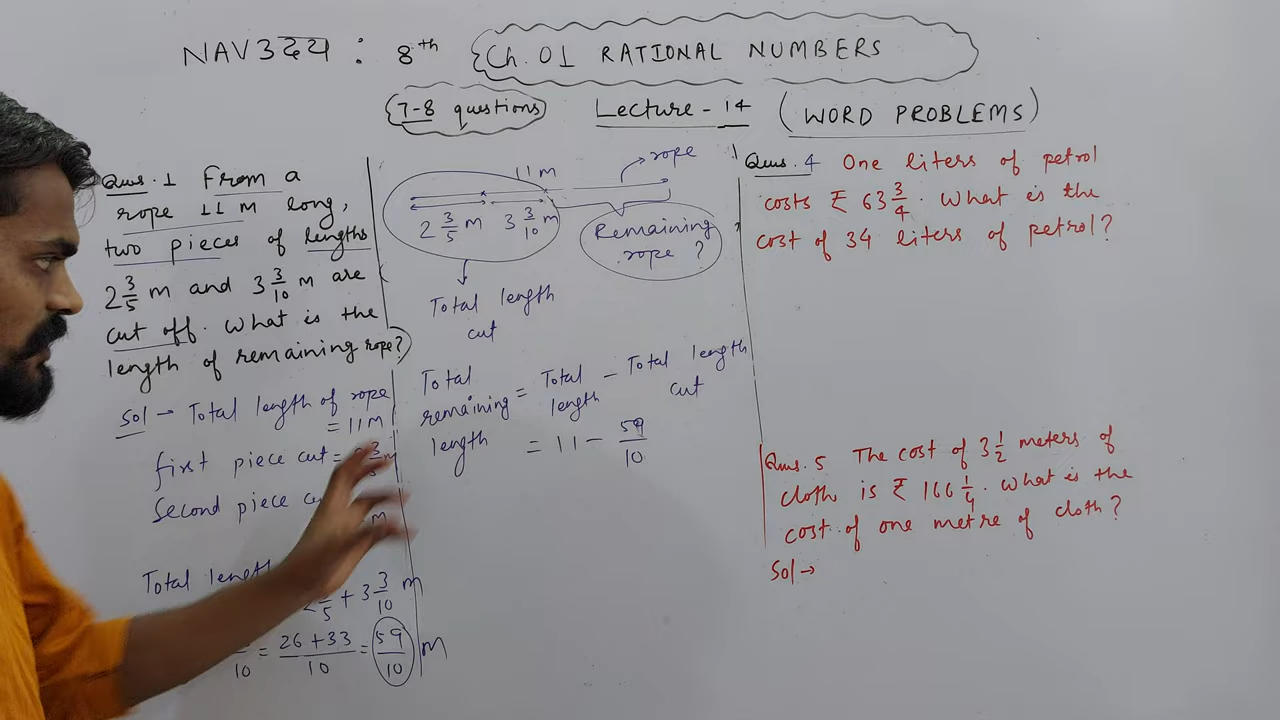 NAV3224 : 8th Ch. 01 RATIONAL NUMBERS
7-8 questions Lecture - 14 (WORD PROBLEMS)
Ques. 1 From a
rope 11 m long,
two pieces of lengths
2 3/5 m and 3 3/10 m are
cut off. What is the
length of remaining rope?
Sol → Total length of rope
= 11 m
first piece cut =
Second piece
m
Total length
+ 3 3/10 m
10 = 26 + 33/10 = 59/10 m
11 m
rope
2 3/5 m 3 3/10 m
Remaining
rope ?
Total length
cut
Total remaining length = Total length - Total length cut
= 11 - 59/10
Ques. 4 One liters of petrol
costs ₹ 63 3/4. What is the
cost of 34 liters of petrol?
Ques. 5 The cost of 3 1/2 meters of
cloth is ₹ 166 1/4. What is the
cost of one metre of cloth?
Sol →